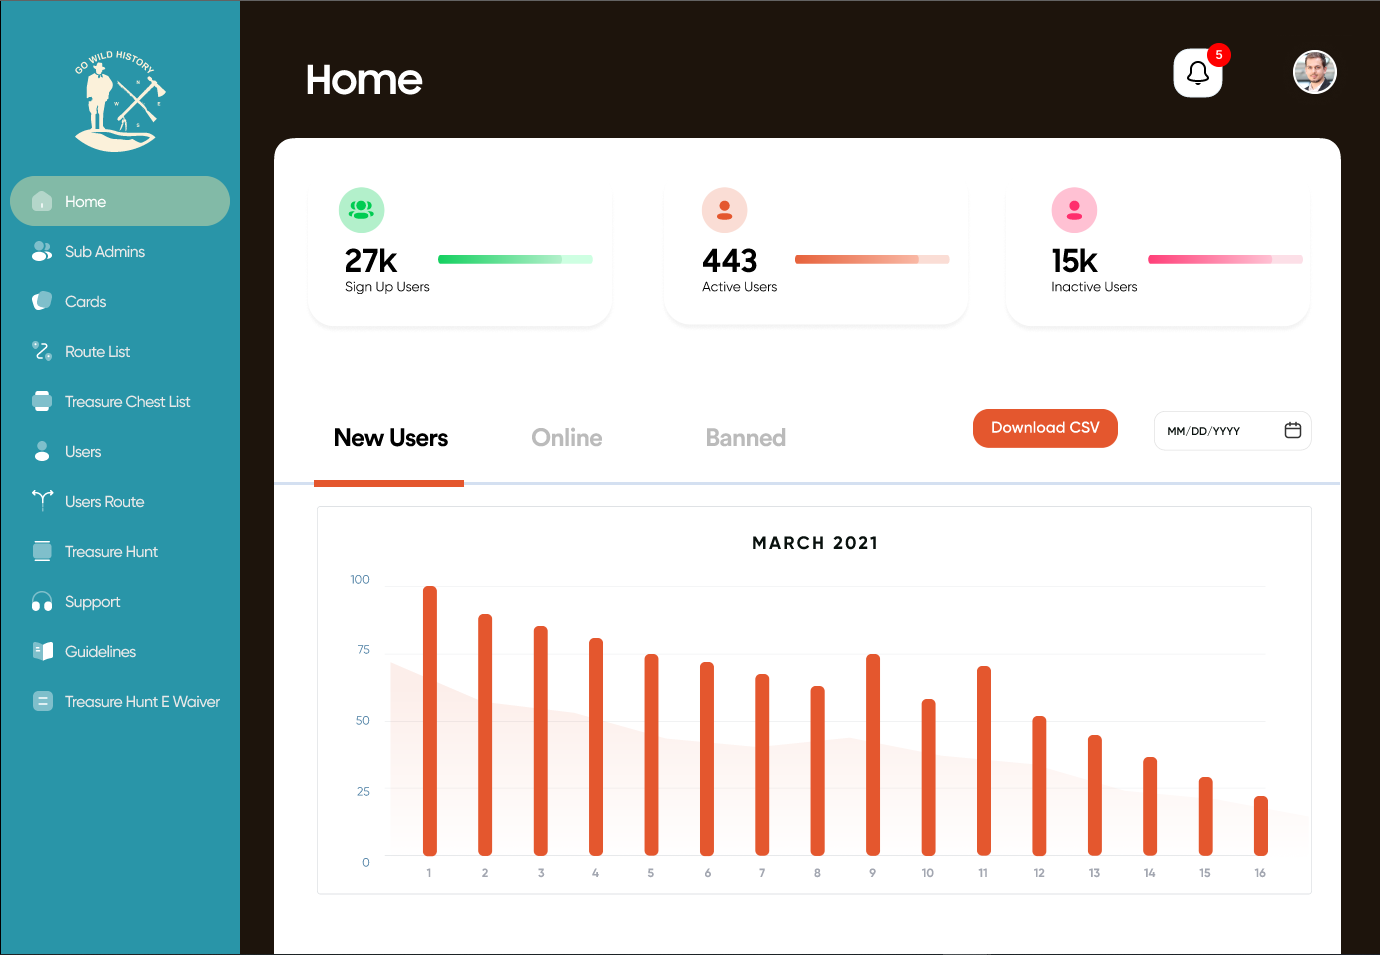 GO WILD HISTORY
N
W E
S
Home
Sub Admins
Cards
Route List
Treasure Chest List
Users
Users Route
Treasure Hunt
Support
Guidelines
Treasure Hunt E Waiver
Home
5
27k
Sign Up Users
443
Active Users
15k
Inactive Users
New Users
Online
Banned
Download CSV
MM/DD/YYYY
MARCH 2021
100
75
50
25
0
1 2 3 4 5 6 7 8 9 10 11 12 13 14 15 16